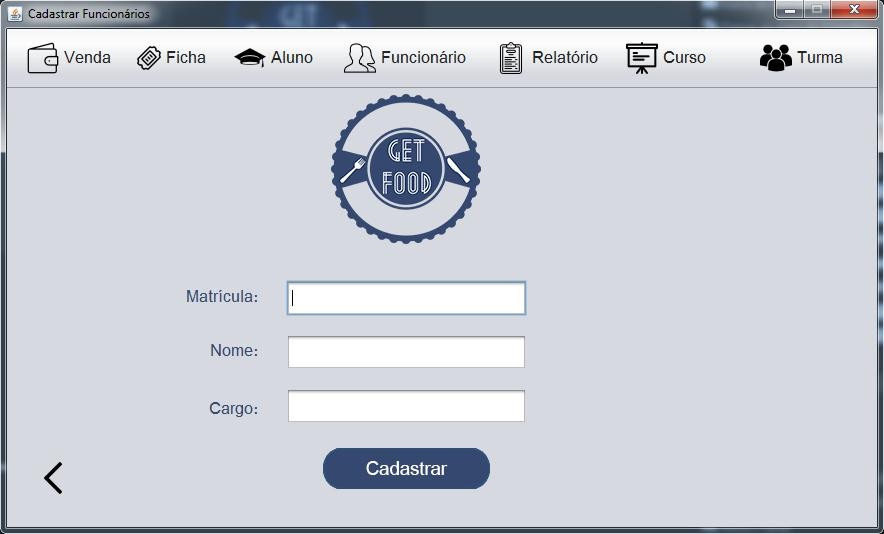 Cadastrar Funcionários
Venda Ficha Aluno Funcionário Relatório Curso Turma
GET
FOOD
Matrícula:
Nome:
Cargo:
Cadastrar